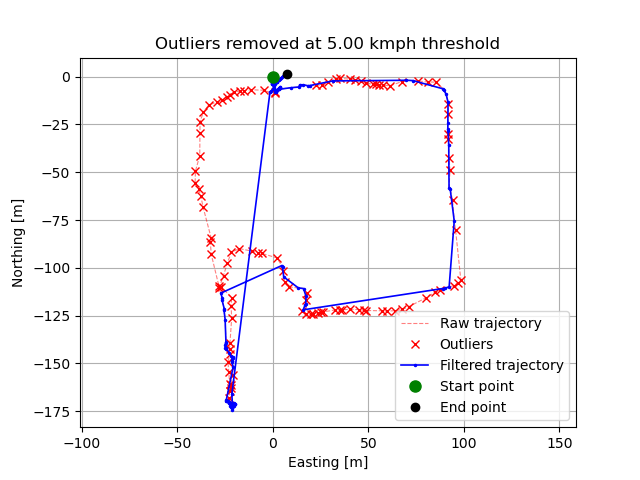 Outliers removed at 5.00 kmph threshold
Northing [m]
0
−25
−50
−75
−100
−125
−150
−175
Raw trajectory
Outliers
Filtered trajectory
Start point
End point
−100
−50
0
50
100
150
Easting [m]